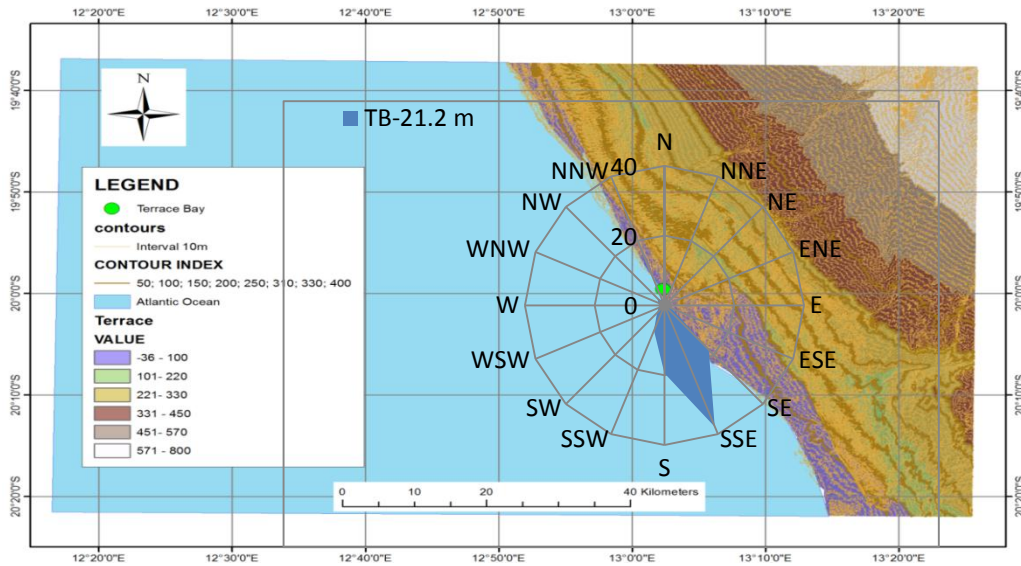 12°20'0"E 12°30'0"E 12°40'0"E 12°50'0"E 13°0'0"E 13°10'0"E 13°20'0"E
19°40'0"S 19°40'0"S
N
TB-21.2 m
N
NNW 40 NNE
NW NE
WNW 20 ENE
W 0 E
WSW ESE
SW SE
SSW SSE
S
19°50'0"S 19°50'0"S
LEGEND
Terrace Bay
contours
Interval 10m
CONTOUR INDEX
50; 100; 150; 200; 250; 310; 330; 400
Atlantic Ocean
Terrace
VALUE
-36 - 100
101 - 220
221- 330
331 - 450
451 - 570
571 - 800
20°0'0"S 20°0'0"S
20°10'0"S 20°10'0"S
20°20'0"S 20°20'0"S
0 10 20 40 Kilometers
12°20'0"E 12°30'0"E 12°40'0"E 12°50'0"E 13°0'0"E 13°10'0"E 13°20'0"E